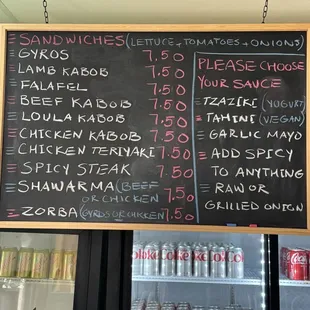 SANDWICHES (LETTUCE + TOMATOES + ONIONS)
GYROS 7.50
LAMB KABOB 7.50
FALAFEL 7.50
BEEF KABOB 7.50
LOULA KABOB 7.50
CHICKEN KABOB 7.50
CHICKEN TERIYAKI 7.50
SPICY STEAK 7.50
SHAWARMA (BEEF OR CHICKEN 7.50
ZORBA (GYROS OR CHICKEN 7.50
PLEASE CHOOSE
YOUR SAUCE
TZAZIKI (YUGURT)
TAHINI (VEGAN)
GARLIC MAYO
ADD SPICY
TO ANYTHING
RAW OR
GRILLED ONION